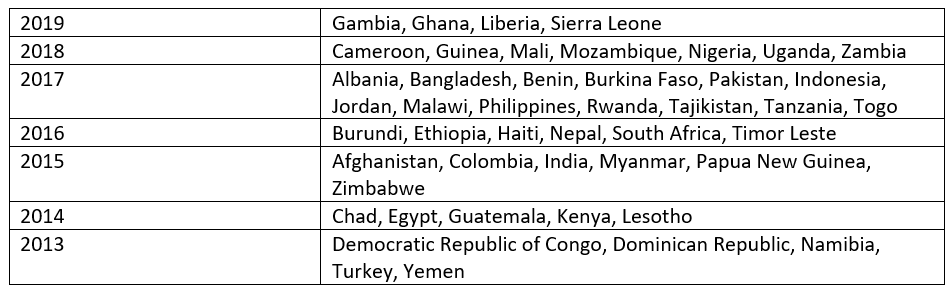 2019 Gambia, Ghana, Liberia, Sierra Leone
2018 Cameroon, Guinea, Mali, Mozambique, Nigeria, Uganda, Zambia
2017 Albania, Bangladesh, Benin, Burkina Faso, Pakistan, Indonesia,
Jordan, Malawi, Philippines, Rwanda, Tajikistan, Tanzania, Togo
2016 Burundi, Ethiopia, Haiti, Nepal, South Africa, Timor Leste
2015 Afghanistan, Colombia, India, Myanmar, Papua New Guinea,
Zimbabwe
2014 Chad, Egypt, Guatemala, Kenya, Lesotho
2013 Democratic Republic of Congo, Dominican Republic, Namibia,
Turkey, Yemen